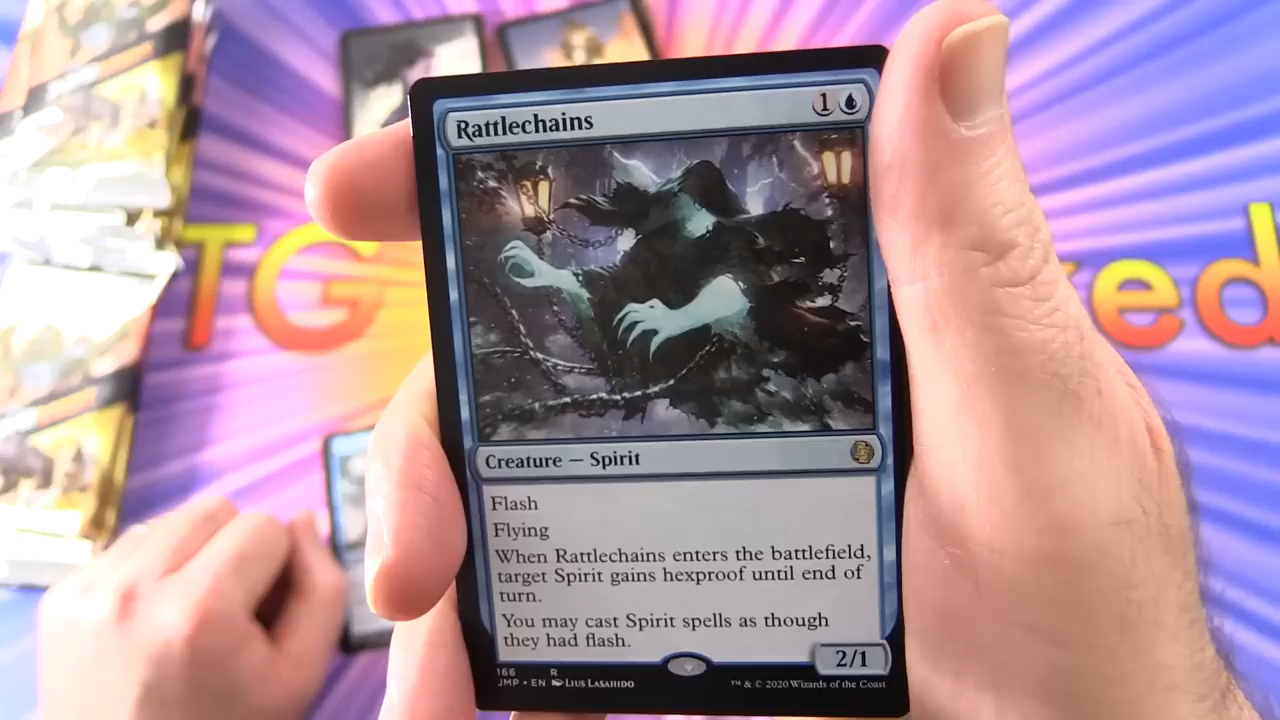 Rattlechains
1
TG
ed
Creature — Spirit
Flash
Flying
When Rattlechains enters the battlefield,
target Spirit gains hexproof until end of
turn.
You may cast Spirit spells as though
they had flash.
2/1
166 R
JMP • EN Lius Lasahido
™ & © 2020 Wizards of the Coast